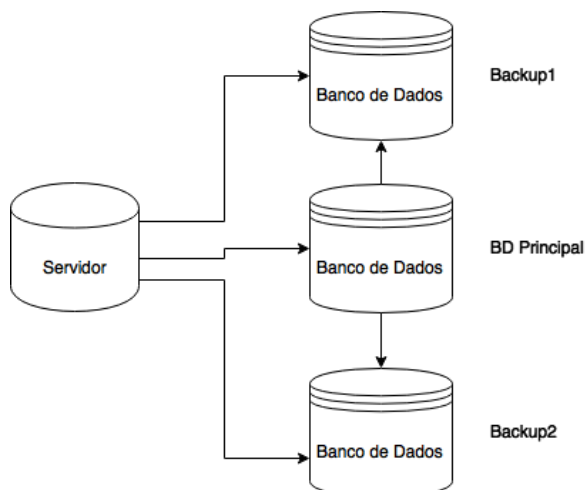 Banco de Dados
Backup1
Servidor
Banco de Dados
BD Principal
Banco de Dados
Backup2